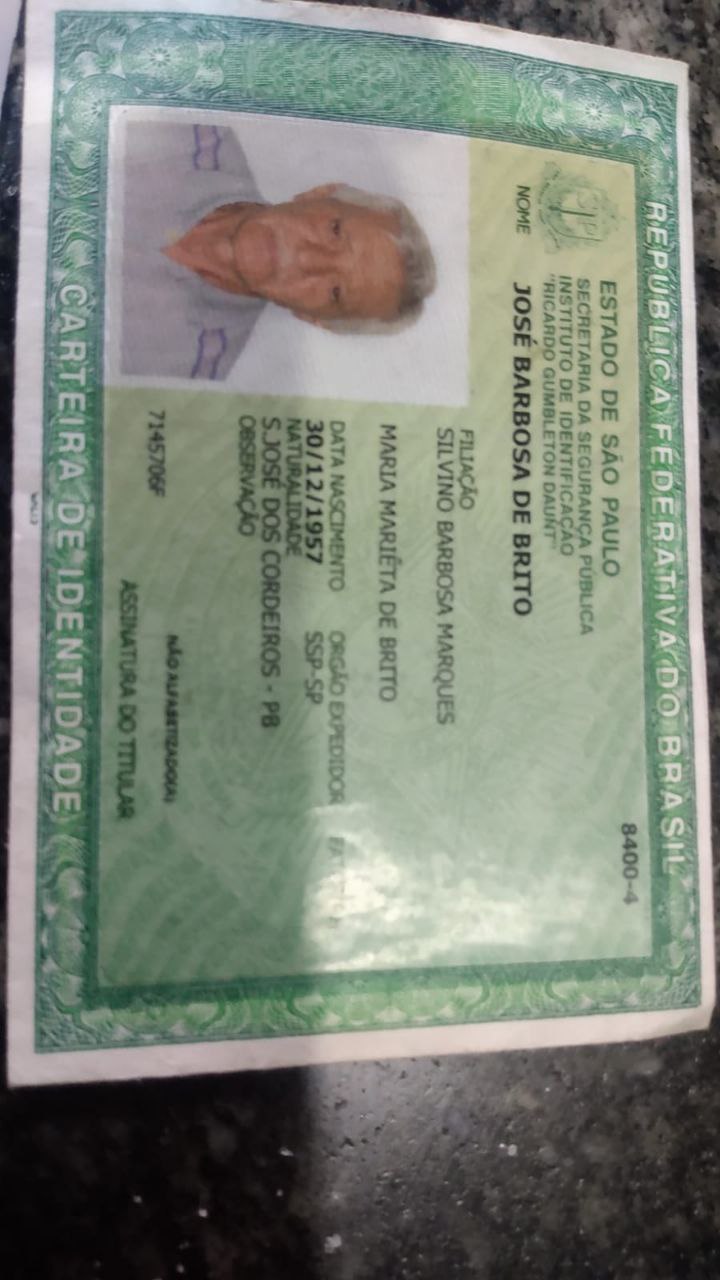 REPÚBLICA FEDERATIVA DO BRASIL
8400-4
ESTADO DE SÃO PAULO
SECRETARIA DA SEGURANÇA PÚBLICA
INSTITUTO DE IDENTIFICAÇÃO
"RICARDO GUMBLETON DAUNT"
NOME JOSÉ BARBOSA DE BRITO
FILIAÇÃO
SILVINO BARBOSA MARQUES
MARIA MARIÊTA DE BRITO
DATA NASCIMENTO ORGÃO EXPEDIDOR
30/12/1957 SSP-SP
NATURALIDADE
S.JOSÉ DOS CORDEIROS - PB
OBSERVAÇÃO
7145706F NÃO ALFABETIZADO(A)
ASSINATURA DO TITULAR
CARTEIRA DE IDENTIDADE